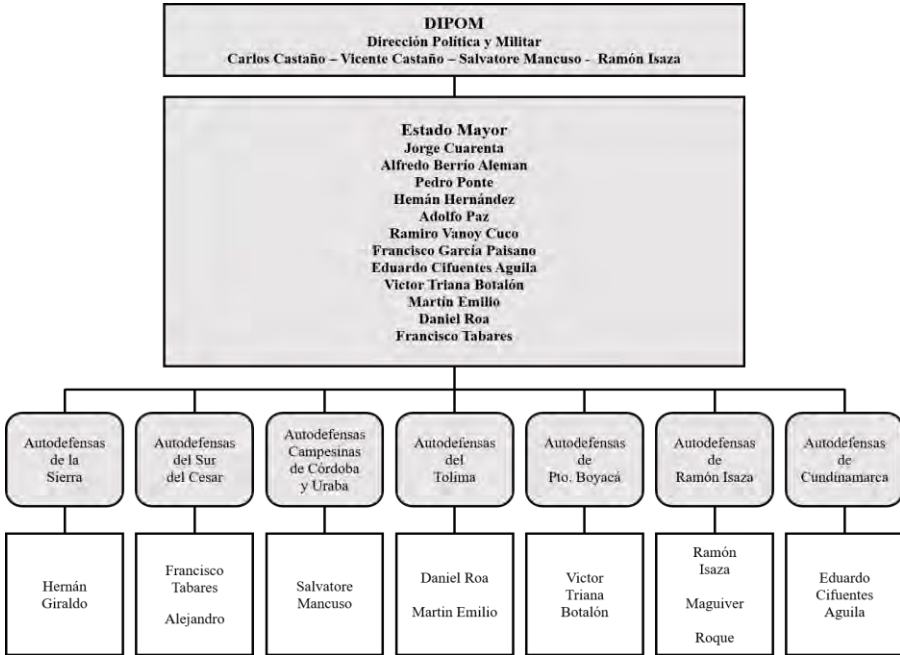 DIPOM
Dirección Política y Militar
Carlos Castaño – Vicente Castaño – Salvatore Mancuso - Ramón Isaza
Estado Mayor
Jorge Cuarenta
Alfredo Berrío Aleman
Pedro Ponte
Hemán Hernández
Adolfo Paz
Ramiro Vanoy Cuco
Francisco García Paisano
Eduardo Cifuentes Aguila
Victor Triana Botalón
Martín Emilio
Daniel Roa
Francisco Tabares
Autodefensas
de la
Sierra
Autodefensas
del Sur
del Cesar
Autodefensas
Campesinas
de Córdoba
y Uraba
Autodefensas
del
Tolima
Autodefensas
de
Pto. Boyacá
Autodefensas
de
Ramón Isaza
Autodefensas
de
Cundinamarca
Hernán
Giraldo
Francisco
Tabares
Alejandro
Salvatore
Mancuso
Daniel Roa
Martin Emilio
Victor
Triana
Botalón
Ramón
Isaza
Maguiver
Roque
Eduardo
Cifuentes
Aguila